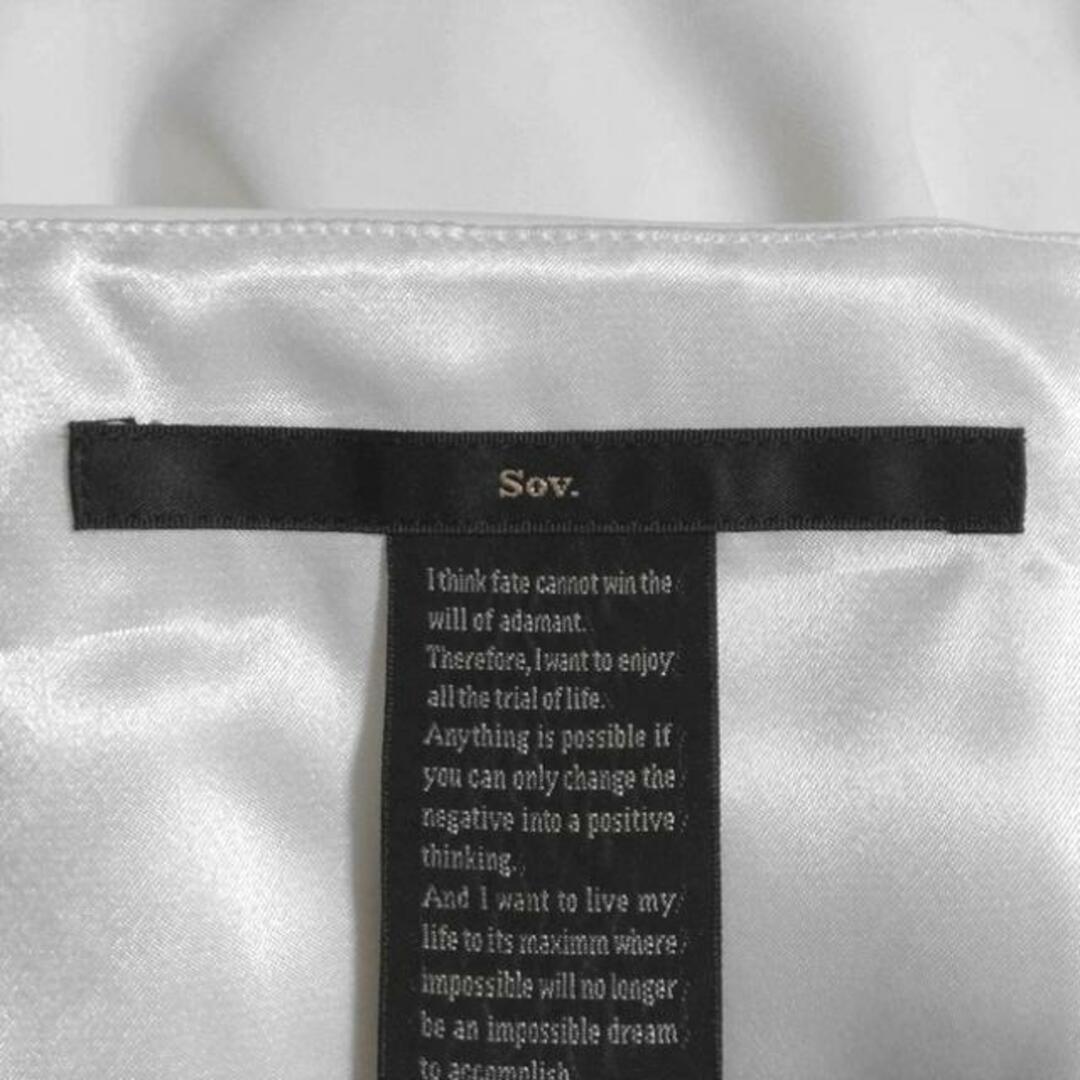 Sov.
I think fate cannot win the
will of adamant.
Therefore, I want to enjoy
all the trial of life.
Anything is possible if
you can only change the
negative into a positive
thinking.
And I want to live my
life to its maximm where
impossible will no longer
be an impossible dream
to accomplish